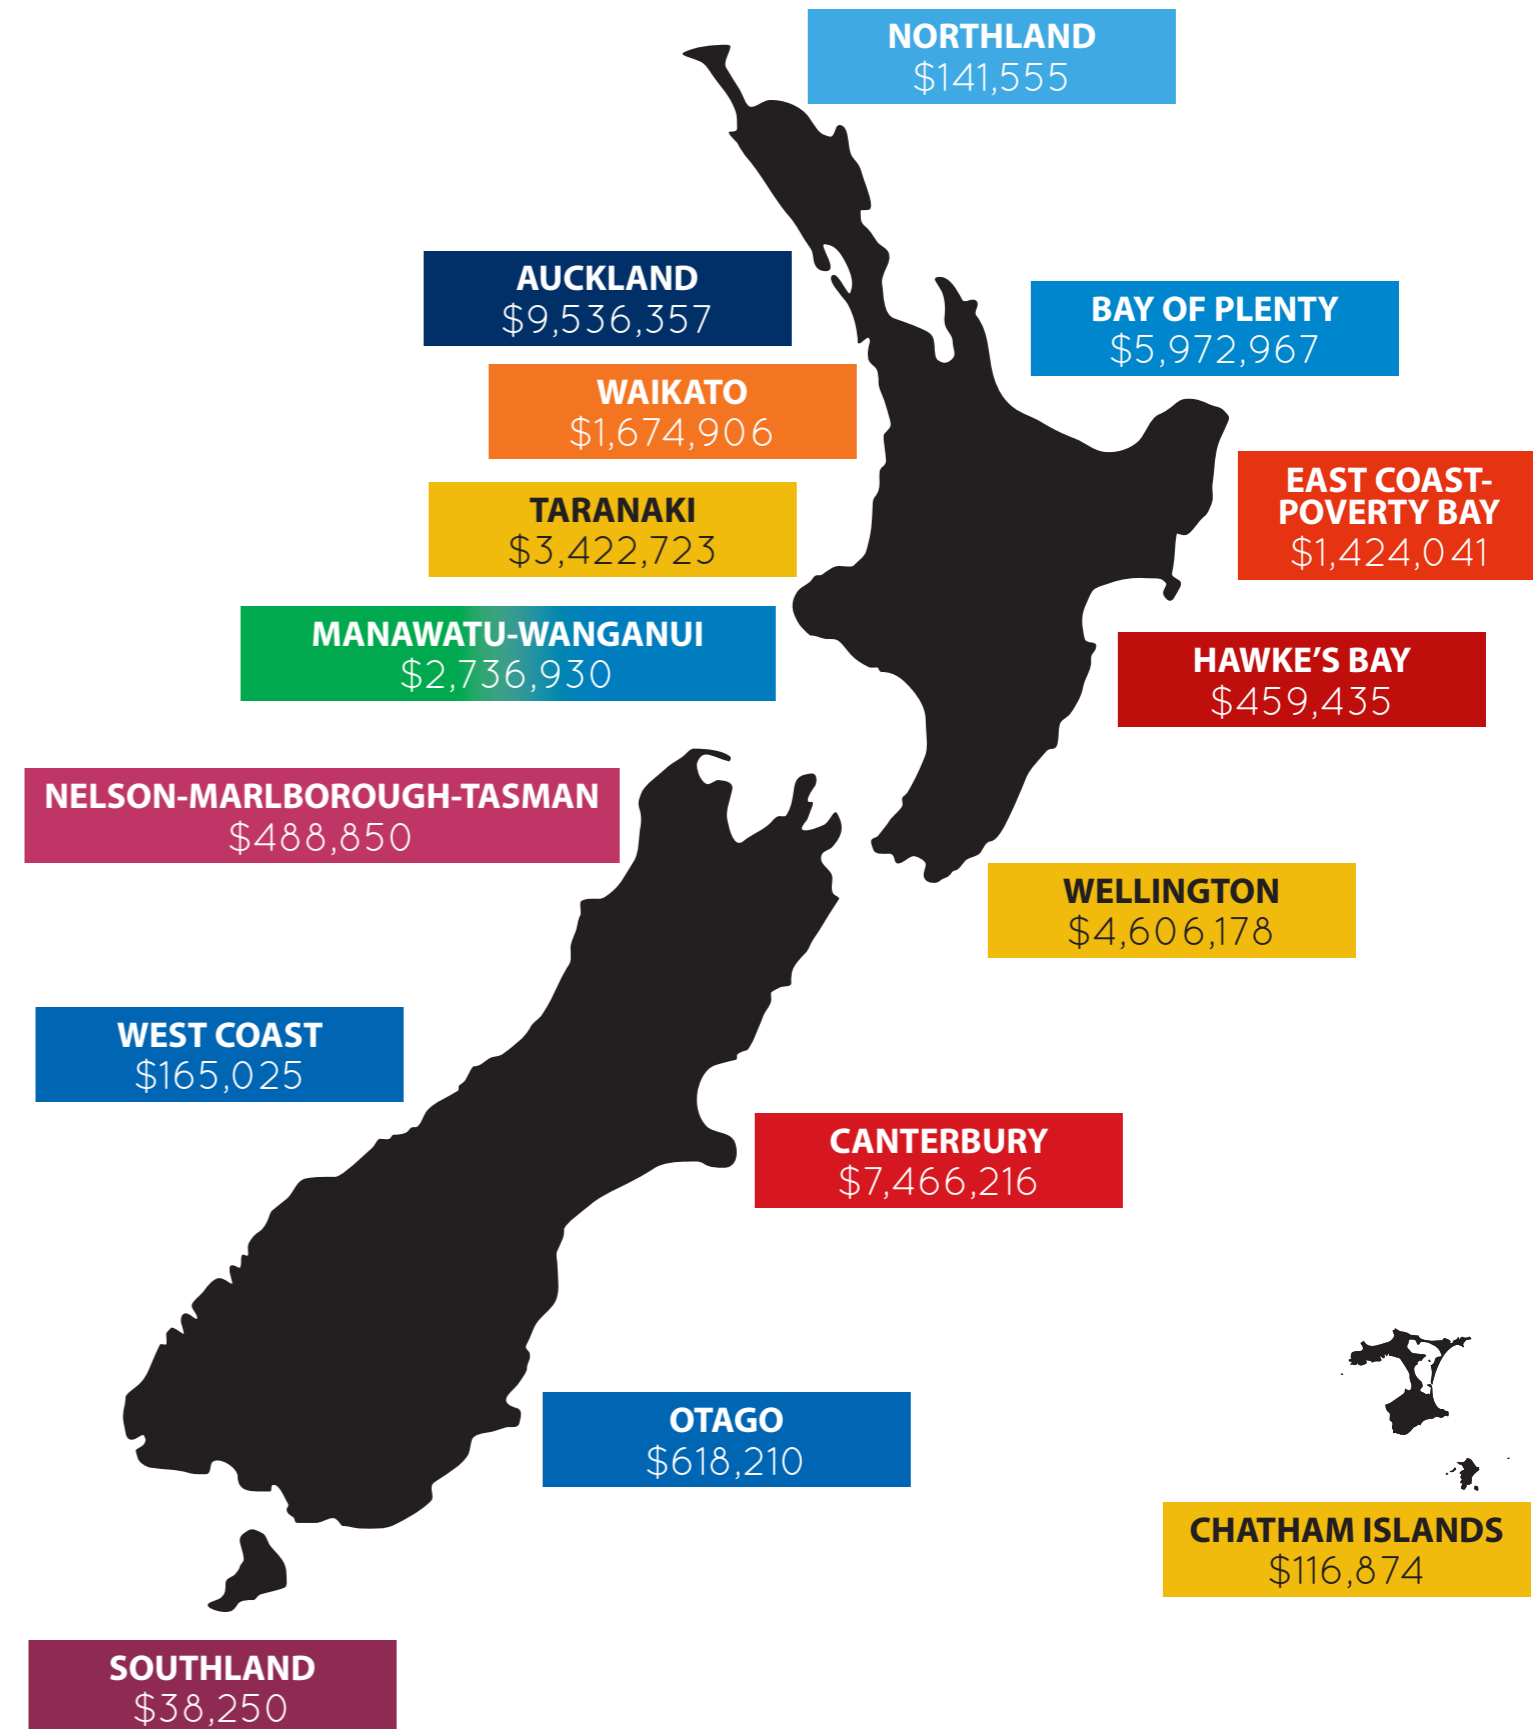 NORTHLAND
$141,555
AUCKLAND
$9,536,357
BAY OF PLENTY
$5,972,967
WAIKATO
$1,674,906
EAST COAST-
POVERTY BAY
$1,424,041
TARANAKI
$3,422,723
MANAWATU-WANGANUI
$2,736,930
HAWKE'S BAY
$459,435
NELSON-MARLBOROUGH-TASMAN
$488,850
WELLINGTON
$4,606,178
WEST COAST
$165,025
CANTERBURY
$7,466,216
OTAGO
$618,210
CHATHAM ISLANDS
$116,874
SOUTHLAND
$38,250